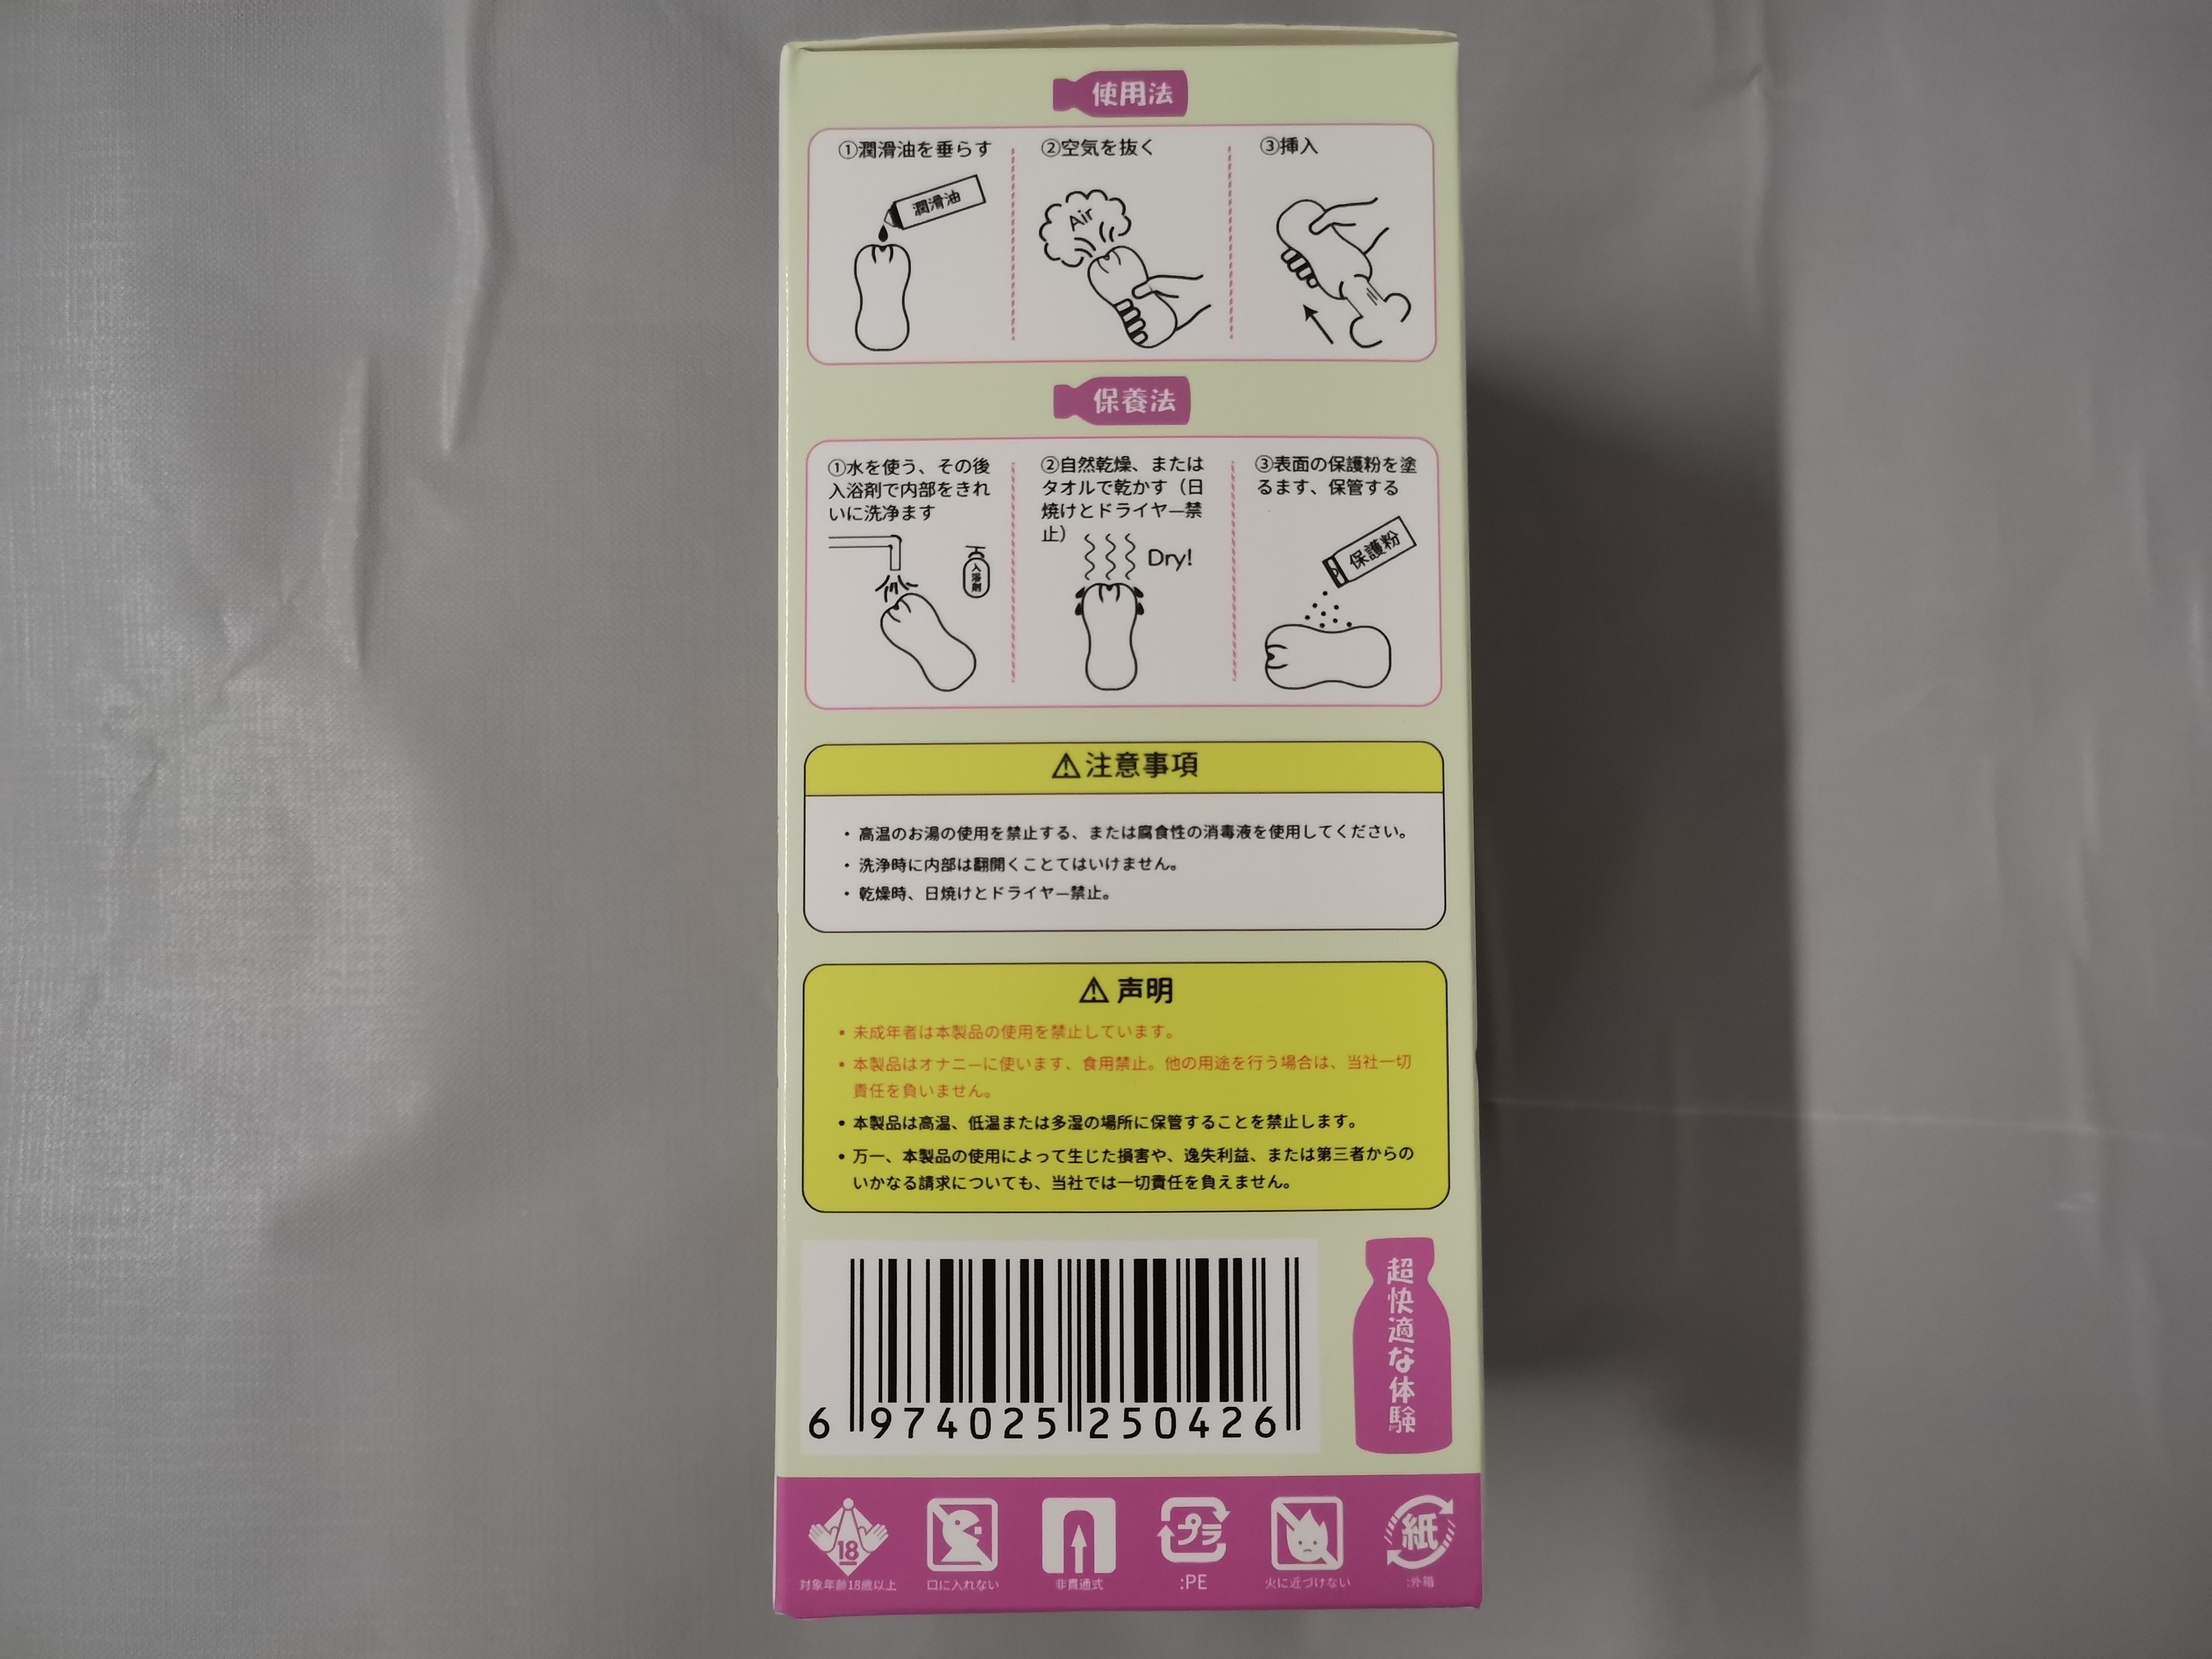 使用法
①潤滑油を垂らす
潤滑油
②空気を抜く
Air
③挿入
保養法
①水を使う、その後
入浴剤で内部をきれ
いに洗浄ます
入浴剤
②自然乾燥、または
タオルで乾かす（日
焼けとドライヤー禁
止）
Dry!
③表面の保護粉を塗
るます、保管する
保護粉
⚠注意事項
・高温のお湯の使用を禁止する、または腐食性の消毒液を使用してください。
・洗浄時に内部は翻開くことてはいけません。
・乾燥時、日焼けとドライヤー禁止。
⚠ 声明
• 未成年者は本製品の使用を禁止しています。
• 本製品はオナニーに使います、食用禁止。他の用途を行う場合は、当社一切
責任を負いません。
• 本製品は高温、低温または多湿の場所に保管することを禁止します。
• 万一、本製品の使用によって生じた損害や、逸失利益、または第三者からの
いかなる請求についても、当社では一切責任を負えません。
6 974025 250426
超快適な体験
18
対象年齢18歳以上
口に入れない
非貫通式
プラ
:PE
火に近づけない
紙
:外箱